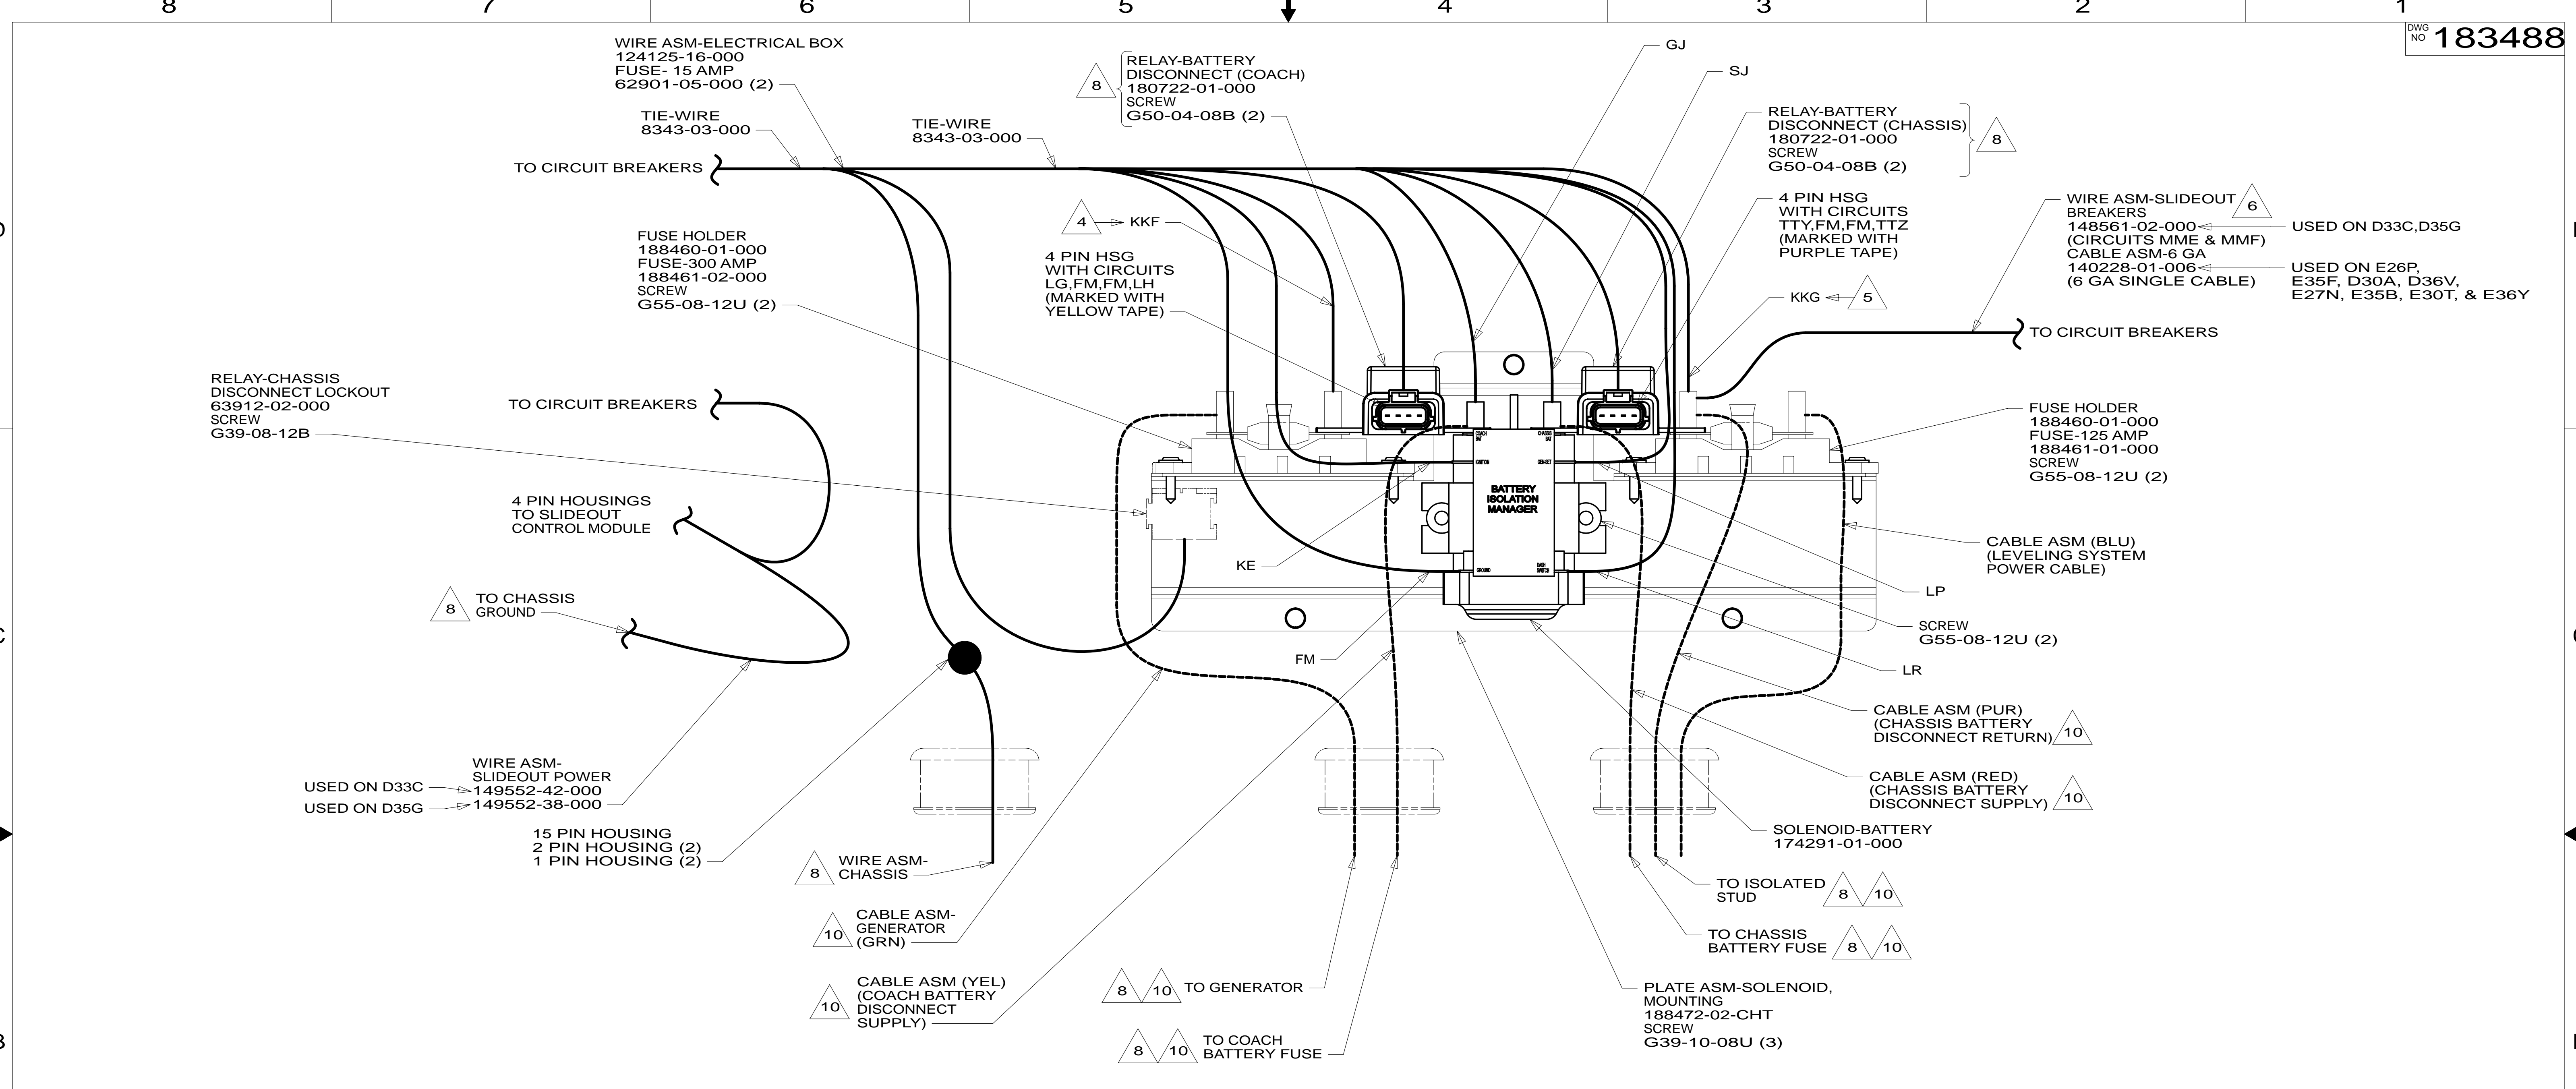 8 7 6 5 4 3 2 1
DWG
NO 183488
WIRE ASM-ELECTRICAL BOX
124125-16-000
FUSE- 15 AMP
62901-05-000 (2)
TIE-WIRE
8343-03-000
TO CIRCUIT BREAKERS
TIE-WIRE
8343-03-000
8
RELAY-BATTERY
DISCONNECT (COACH)
180722-01-000
SCREW
G50-04-08B (2)
GJ
SJ
RELAY-BATTERY
DISCONNECT (CHASSIS)
180722-01-000
SCREW
G50-04-08B (2)
8
4 PIN HSG
WITH CIRCUITS
TTY,FM,FM,TTZ
(MARKED WITH
PURPLE TAPE)
KKG
5
WIRE ASM-SLIDEOUT
BREAKERS
6
148561-02-000
USED ON D33C,D35G
(CIRCUITS MME & MMF)
CABLE ASM-6 GA
140228-01-006
(6 GA SINGLE CABLE)
USED ON E26P,
E35F, D30A, D36V,
E27N, E35B, E30T, & E36Y
TO CIRCUIT BREAKERS
4
KKF
4 PIN HSG
WITH CIRCUITS
LG,FM,FM,LH
(MARKED WITH
YELLOW TAPE)
FUSE HOLDER
188460-01-000
FUSE-300 AMP
188461-02-000
SCREW
G55-08-12U (2)
RELAY-CHASSIS
DISCONNECT LOCKOUT
63912-02-000
SCREW
G39-08-12B
TO CIRCUIT BREAKERS
4 PIN HOUSINGS
TO SLIDEOUT
CONTROL MODULE
8
TO CHASSIS
GROUND
COACH
BAT
CHASSIS
BAT
IGNITION
GEN-SET
BATTERY
ISOLATION
MANAGER
GROUND
DASH
SWITCH
KE
FM
FUSE HOLDER
188460-01-000
FUSE-125 AMP
188461-01-000
SCREW
G55-08-12U (2)
CABLE ASM (BLU)
(LEVELING SYSTEM
POWER CABLE)
LP
SCREW
G55-08-12U (2)
LR
CABLE ASM (PUR)
(CHASSIS BATTERY
DISCONNECT RETURN)
10
CABLE ASM (RED)
(CHASSIS BATTERY
DISCONNECT SUPPLY)
10
SOLENOID-BATTERY
174291-01-000
TO ISOLATED
STUD
8 10
TO CHASSIS
BATTERY FUSE
8 10
PLATE ASM-SOLENOID,
MOUNTING
188472-02-CHT
SCREW
G39-10-08U (3)
WIRE ASM-
SLIDEOUT POWER
USED ON D33C
149552-42-000
USED ON D35G
149552-38-000
15 PIN HOUSING
2 PIN HOUSING (2)
1 PIN HOUSING (2)
8
WIRE ASM-
CHASSIS
10
CABLE ASM-
GENERATOR
(GRN)
10
CABLE ASM (YEL)
(COACH BATTERY
DISCONNECT
SUPPLY)
8 10 TO GENERATOR
8 10
TO COACH
BATTERY FUSE